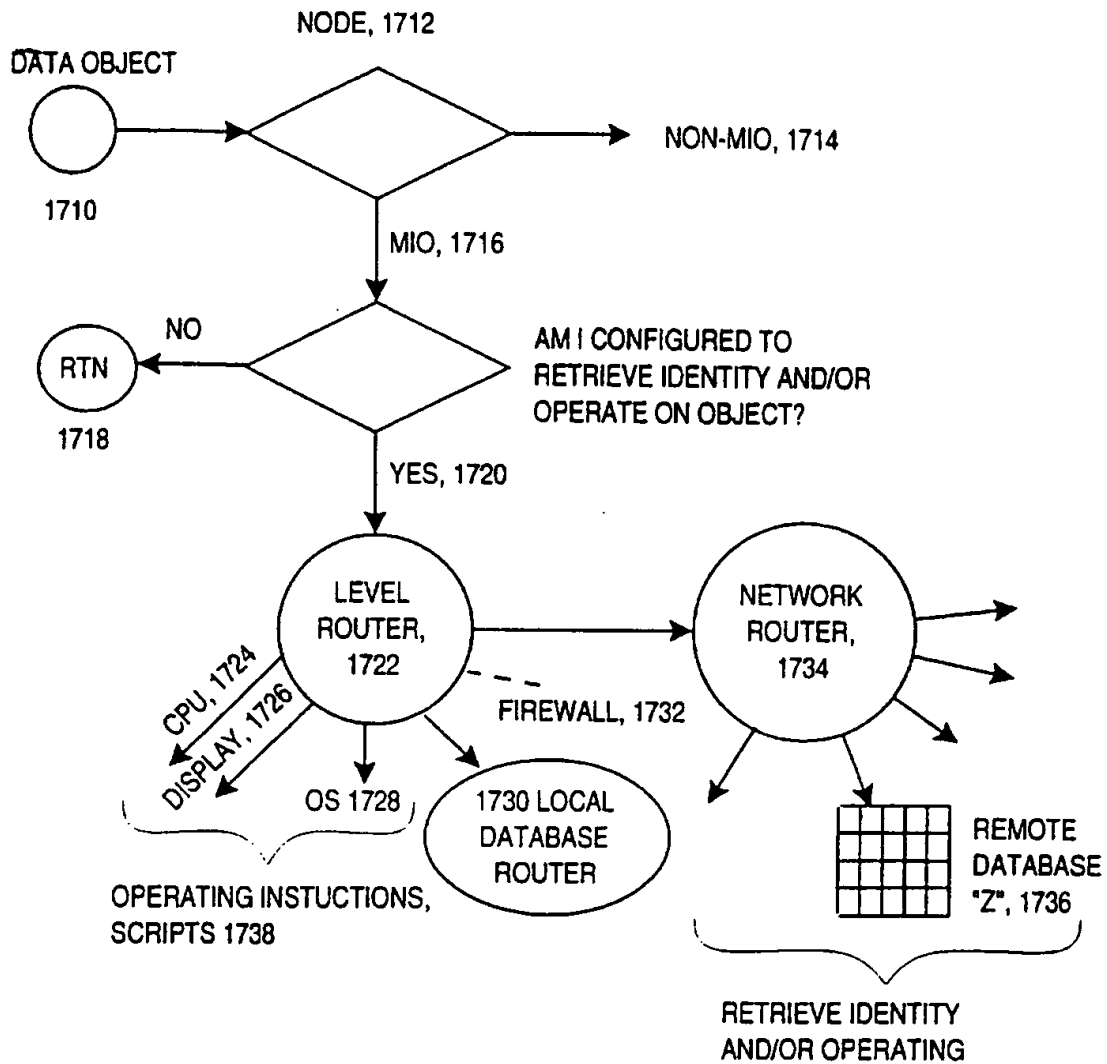 NODE, 1712
DATA OBJECT
NON-MIO, 1714
1710
MIO, 1716
NO
AM I CONFIGURED TO
RETRIEVE IDENTITY AND/OR
OPERATE ON OBJECT?
RTN
1718
YES, 1720
LEVEL
ROUTER,
1722
NETWORK
ROUTER,
1734
CPU, 1724
DISPLAY, 1726
FIREWALL, 1732
OS 1728
1730 LOCAL
DATABASE
ROUTER
REMOTE
DATABASE
"Z", 1736
OPERATING INSTUCTIONS,
SCRIPTS 1738
RETRIEVE IDENTITY
AND/OR OPERATING